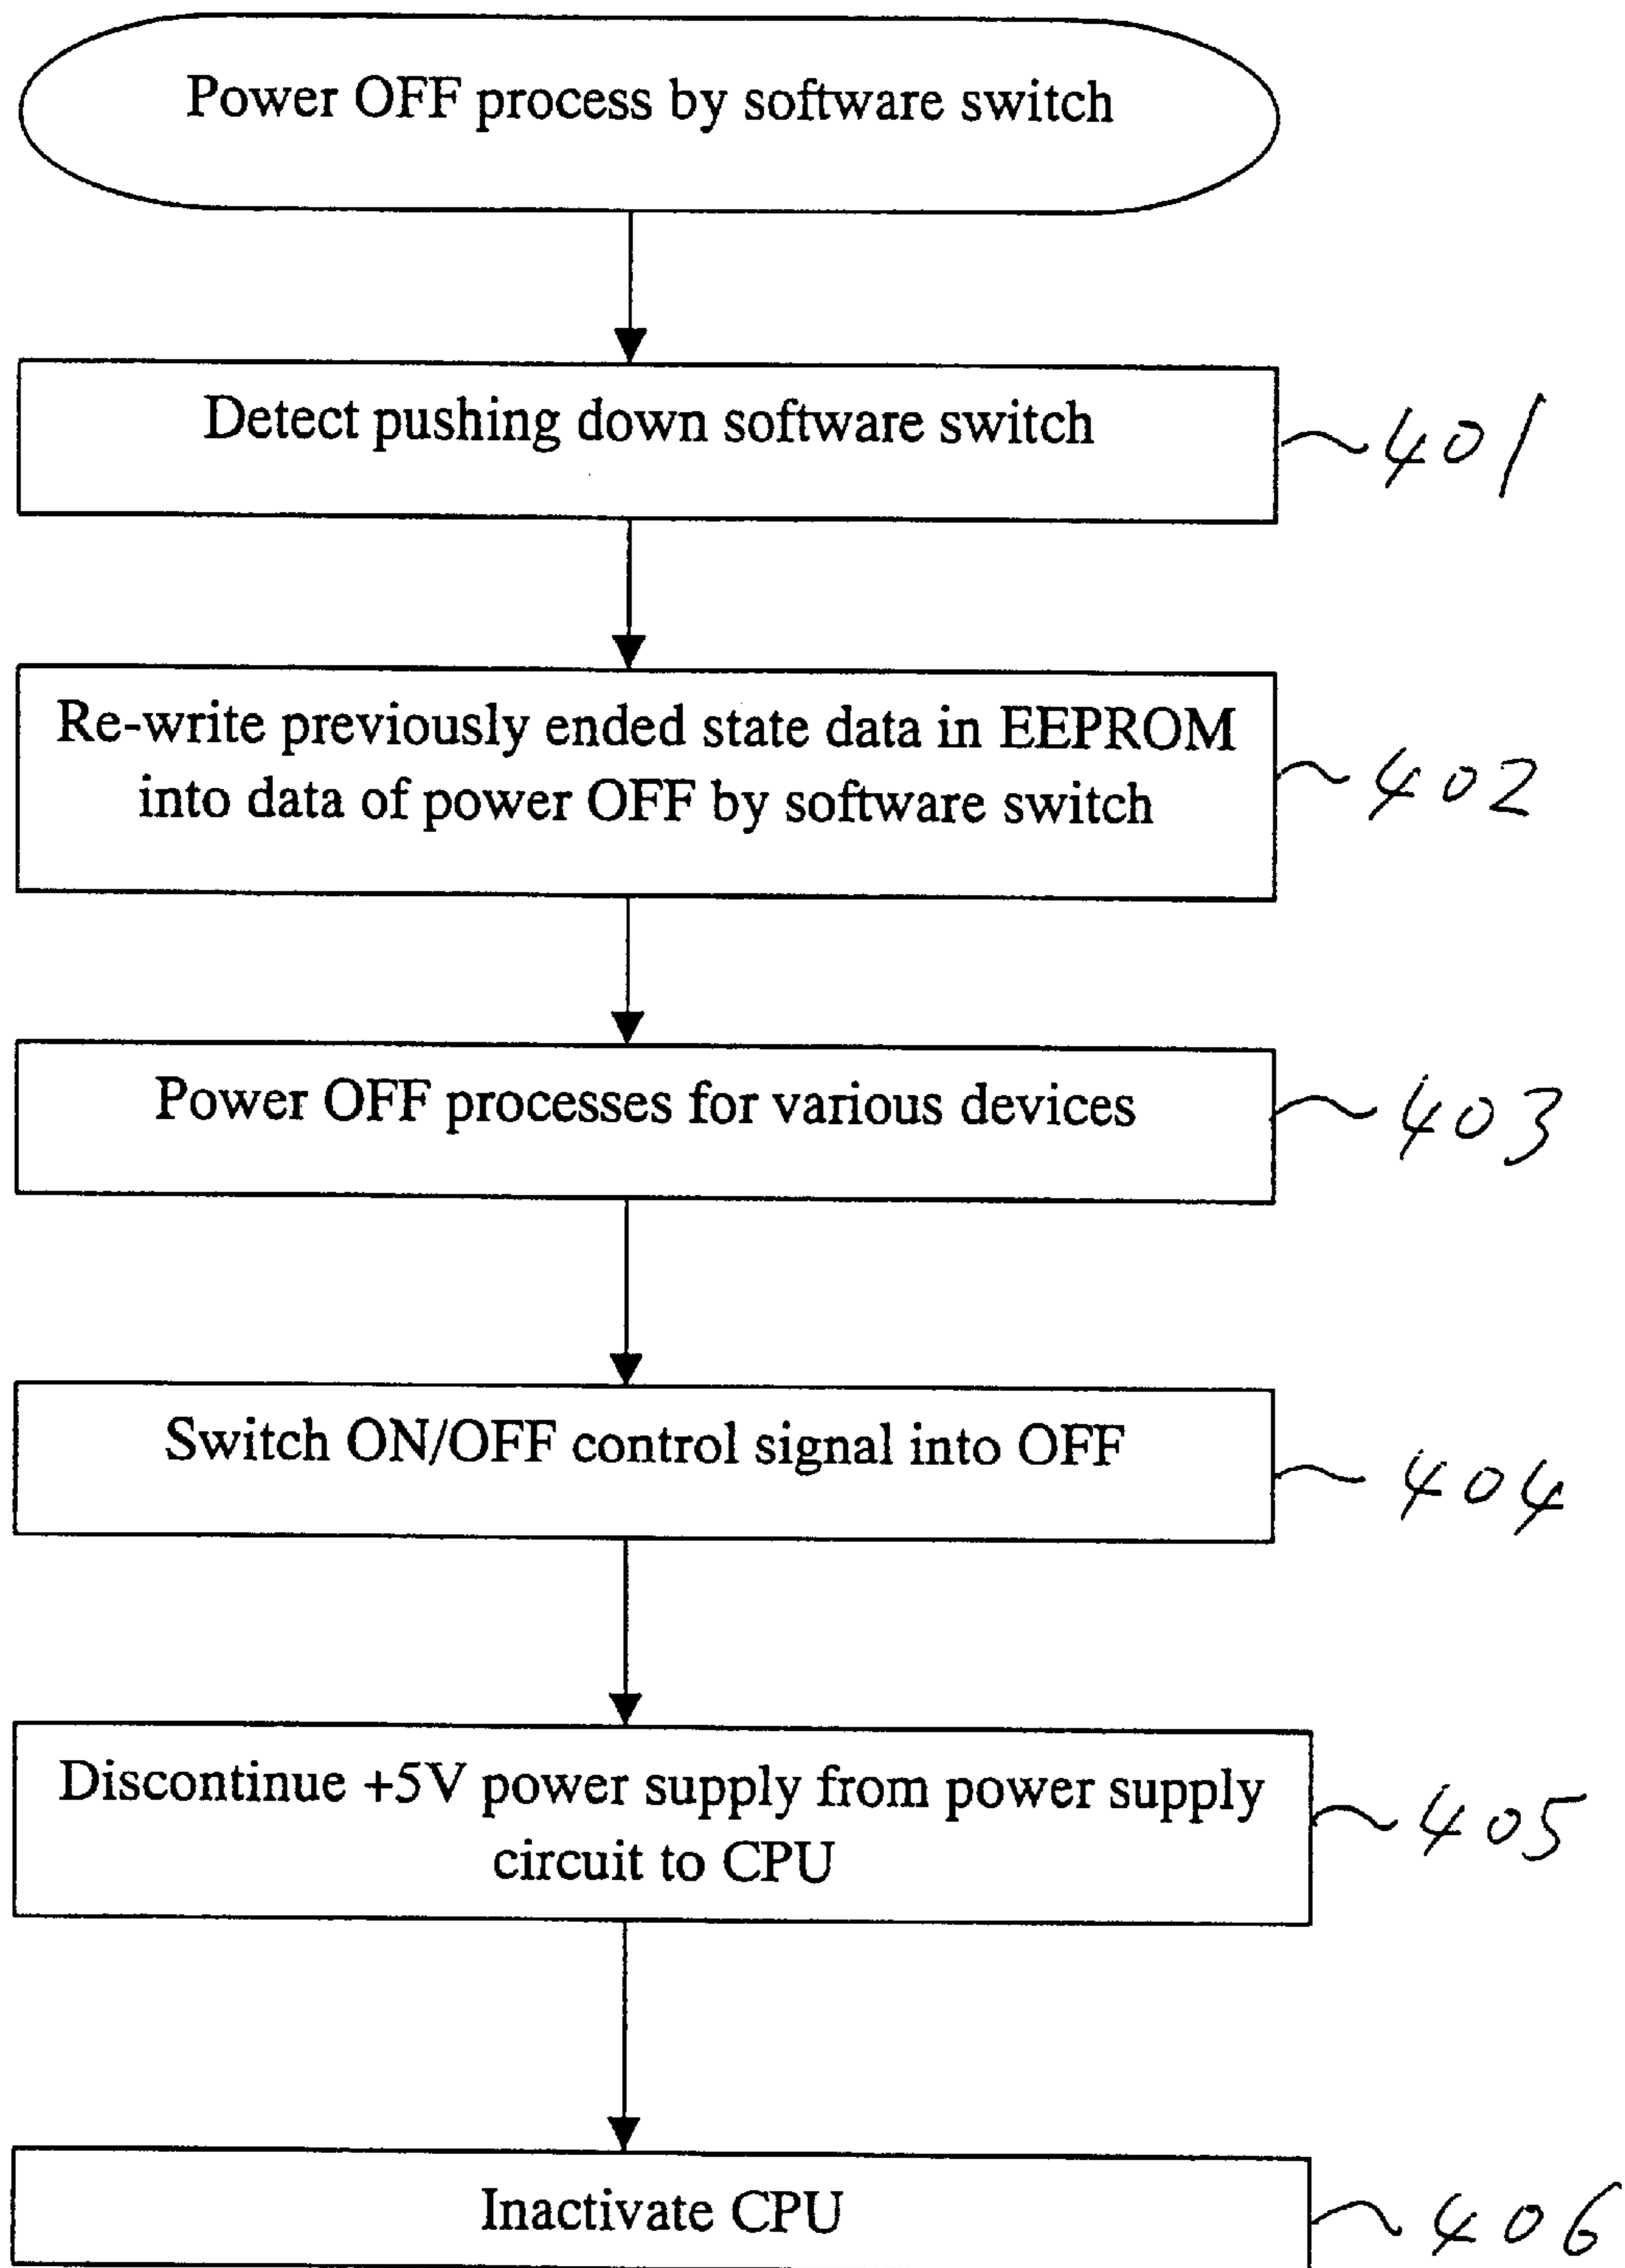 Power OFF process by software switch
Detect pushing down software switch
401
Re-write previously ended state data in EEPROM
into data of power OFF by software switch
402
Power OFF processes for various devices
403
Switch ON/OFF control signal into OFF
404
Discontinue +5V power supply from power supply
circuit to CPU
405
Inactivate CPU
406